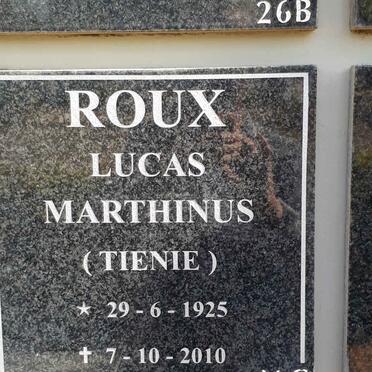 26B
ROUX
LUCAS
MARTHINUS
( TIENIE )
★ 29 - 6 - 1925
✝ 7 - 10 - 2010